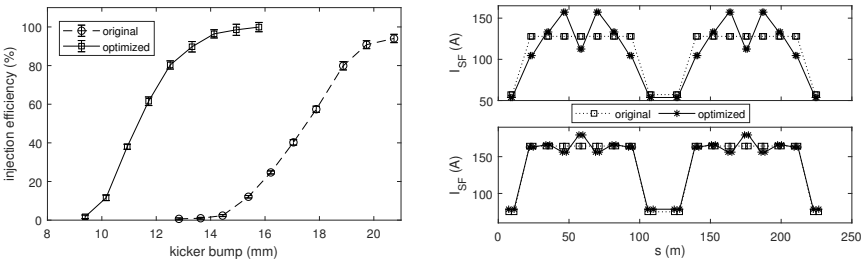 injection efficiency (%)
100
80
60
40
20
0
original
optimized
8 10 12 14 16 18 20
kicker bump (mm)
I_SF (A)
150
100
50
original optimized
I_SF (A)
150
100
0 50 100 150 200 250
s (m)